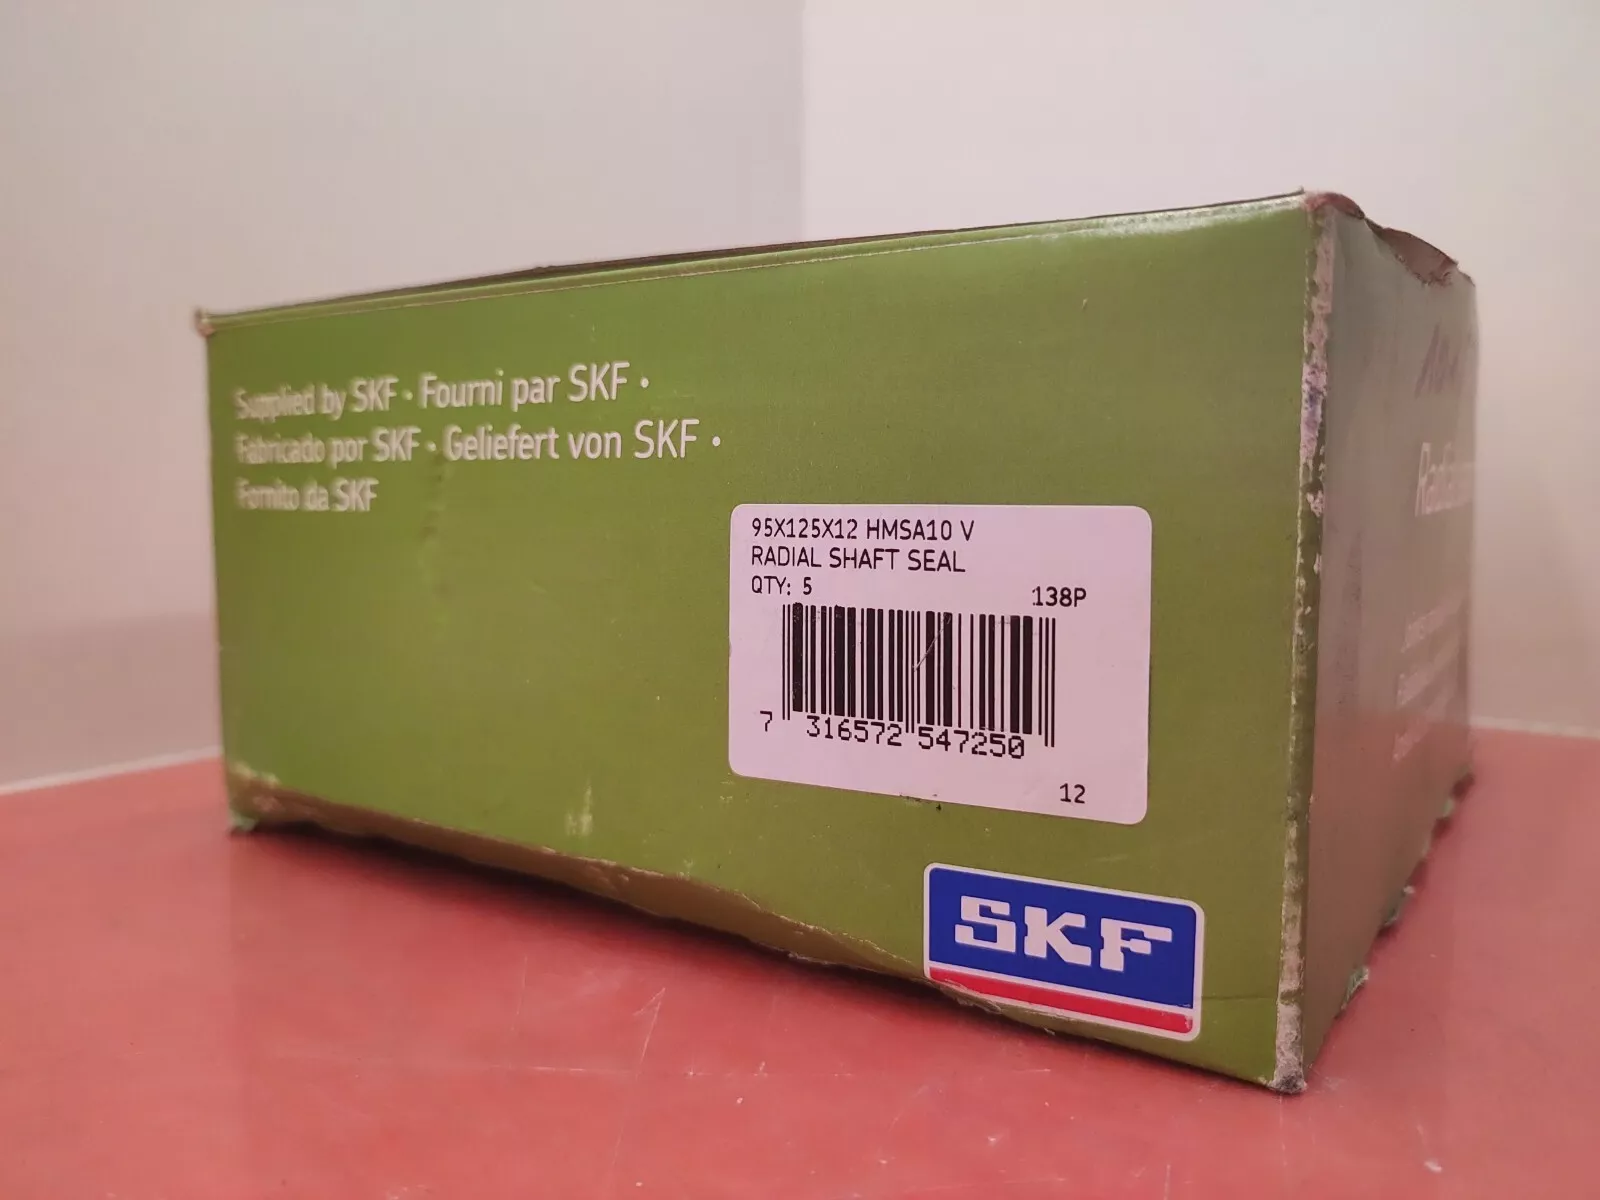 Supplied by SKF · Fourni par SKF ·
Fabricado por SKF · Geliefert von SKF ·
Fornito da SKF
95X125X12 HMSA10 V
RADIAL SHAFT SEAL
QTY: 5
138P
7 316572 547250
12
SKF